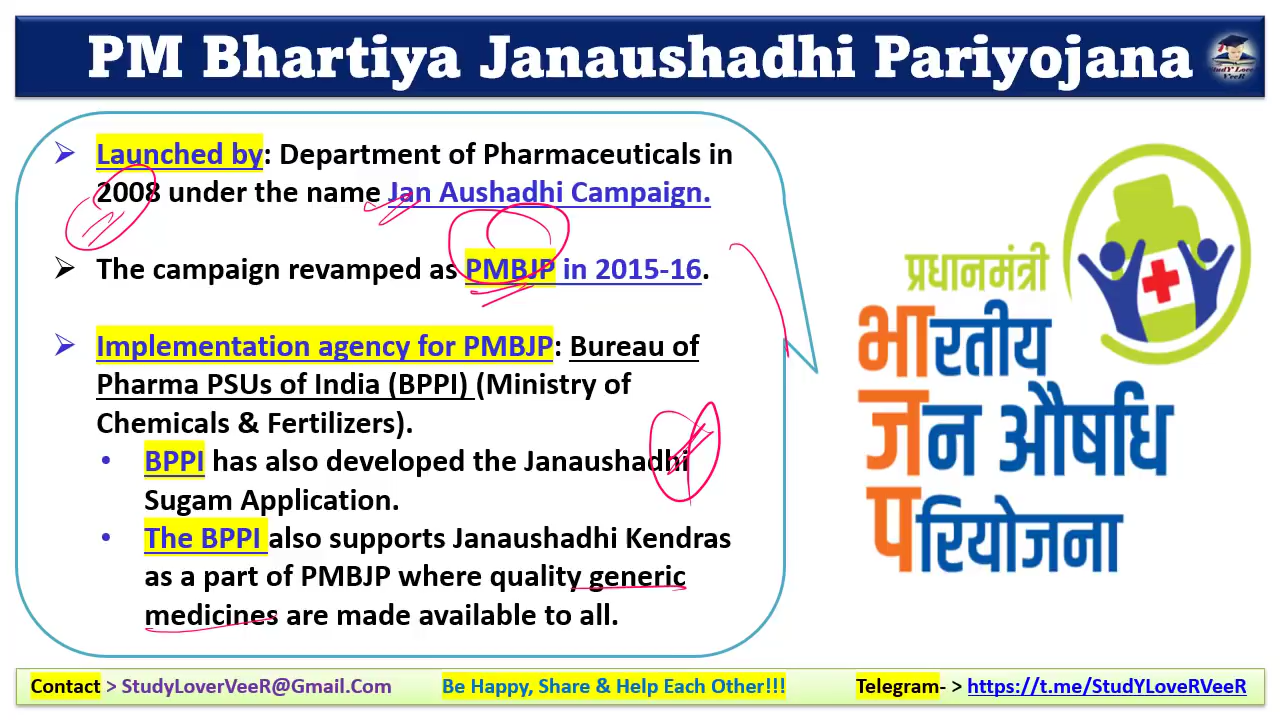 PM Bhartiya Janaushadhi Pariyojana
StudY Lover
VeeR
➢ Launched by: Department of Pharmaceuticals in
2008 under the name Jan Aushadhi Campaign.
➢ The campaign revamped as PMBJP in 2015-16.
➢ Implementation agency for PMBJP: Bureau of
Pharma PSUs of India (BPPI) (Ministry of
Chemicals & Fertilizers).
• BPPI has also developed the Janaushadhi
Sugam Application.
• The BPPI also supports Janaushadhi Kendras
as a part of PMBJP where quality generic
medicines are made available to all.
प्रधानमंत्री
भारतीय
जन औषधि
परियोजना
Contact > StudyLoverVeeR@Gmail.Com
Be Happy, Share & Help Each Other!!!
Telegram- > https://t.me/StudYLoveRVeeR